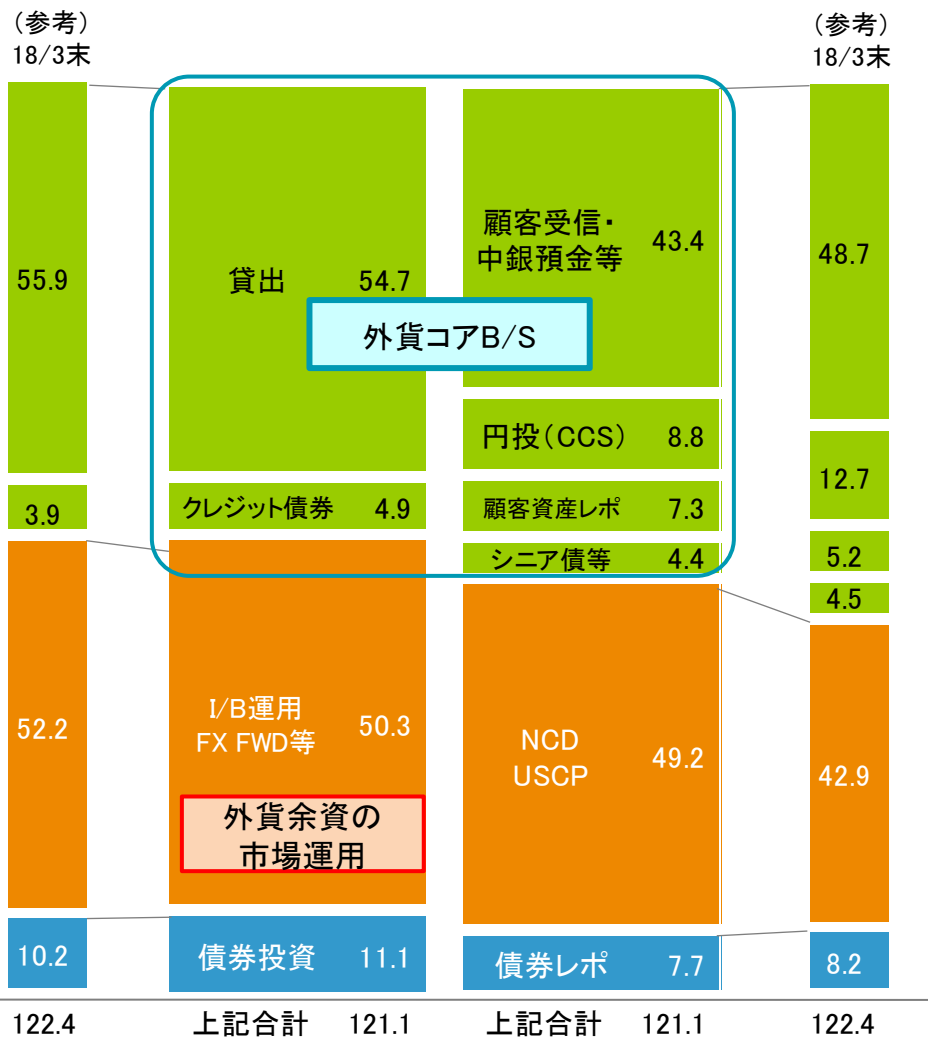 (参考)
18/3末
55.9
3.9
52.2
10.2
122.4
貸出 54.7
クレジット債券 4.9
I/B運用
FX FWD等 50.3
外貨余資の
市場運用
債券投資 11.1
上記合計 121.1
外貨コアB/S
顧客受信・
中銀預金等 43.4
円投(CCS) 8.8
顧客資産レポ 7.3
シニア債等 4.4
NCD
USCP 49.2
債券レポ 7.7
上記合計 121.1
(参考)
18/3末
48.7
12.7
5.2
4.5
42.9
8.2
122.4